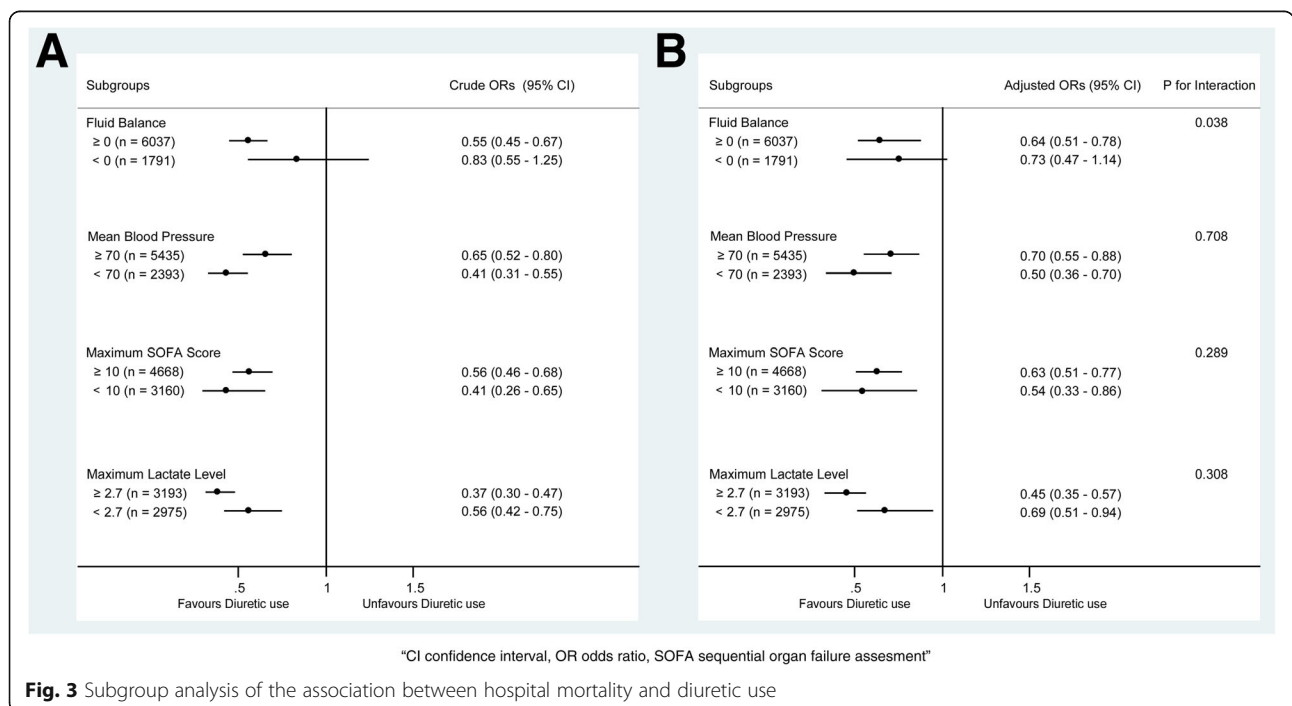 A
Subgroups Crude ORs (95% CI)
Fluid Balance
≥ 0 (n = 6037) 0.55 (0.45 - 0.67)
< 0 (n = 1791) 0.83 (0.55 - 1.25)
Mean Blood Pressure
≥ 70 (n = 5435) 0.65 (0.52 - 0.80)
< 70 (n = 2393) 0.41 (0.31 - 0.55)
Maximum SOFA Score
≥ 10 (n = 4668) 0.56 (0.46 - 0.68)
< 10 (n = 3160) 0.41 (0.26 - 0.65)
Maximum Lactate Level
≥ 2.7 (n = 3193) 0.37 (0.30 - 0.47)
< 2.7 (n = 2975) 0.56 (0.42 - 0.75)
.5 1 1.5
Favours Diuretic use Unfavours Diuretic use
B
Subgroups Adjusted ORs (95% CI) P for Interaction
Fluid Balance 0.038
≥ 0 (n = 6037) 0.64 (0.51 - 0.78)
< 0 (n = 1791) 0.73 (0.47 - 1.14)
Mean Blood Pressure 0.708
≥ 70 (n = 5435) 0.70 (0.55 - 0.88)
< 70 (n = 2393) 0.50 (0.36 - 0.70)
Maximum SOFA Score 0.289
≥ 10 (n = 4668) 0.63 (0.51 - 0.77)
< 10 (n = 3160) 0.54 (0.33 - 0.86)
Maximum Lactate Level 0.308
≥ 2.7 (n = 3193) 0.45 (0.35 - 0.57)
< 2.7 (n = 2975) 0.69 (0.51 - 0.94)
.5 1 1.5
Favours Diuretic use Unfavours Diuretic use
“CI confidence interval, OR odds ratio, SOFA sequential organ failure assesment”
Fig. 3 Subgroup analysis of the association between hospital mortality and diuretic use